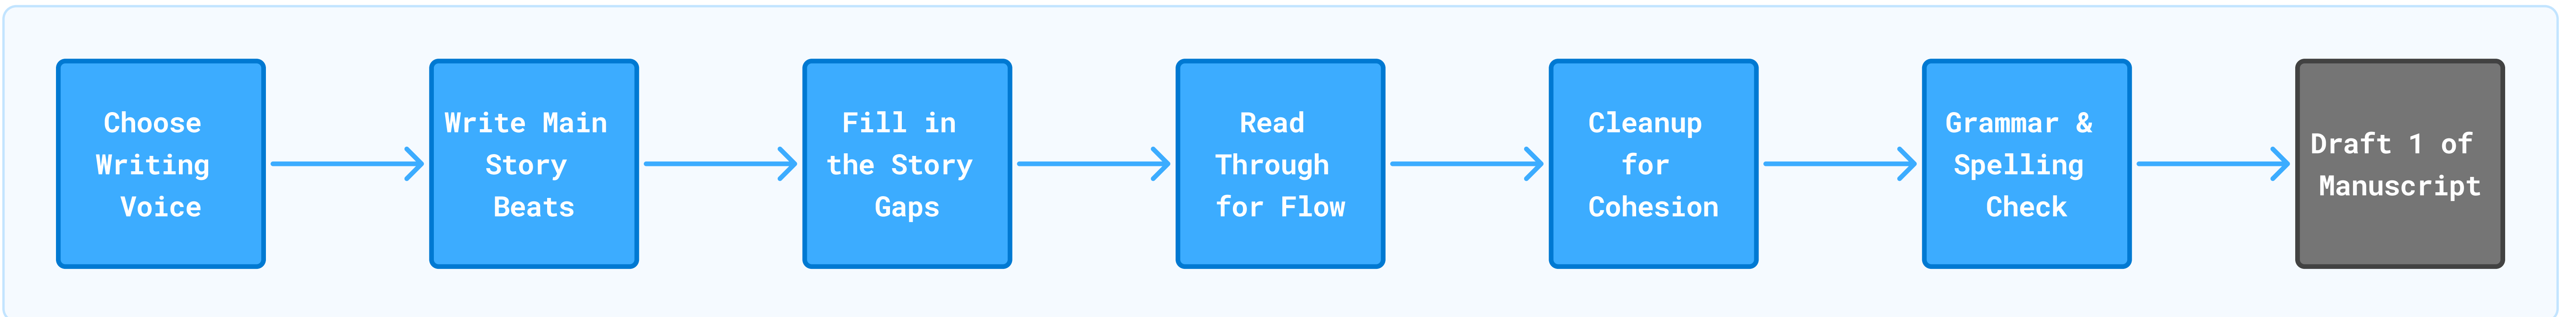 Choose
Writing
Voice
Write Main
Story
Beats
Fill in
the Story
Gaps
Read
Through
for Flow
Cleanup
for
Cohesion
Grammar &
Spelling
Check
Draft 1 of
Manuscript